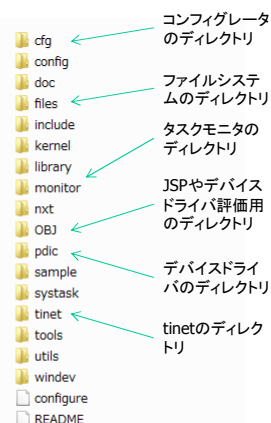 cfg
config
doc
files
include
kernel
library
monitor
nxt
OBJ
pdic
sample
systask
tinet
tools
utils
windev
configure
README
コンフィグレータ
のディレクトリ
ファイルシステ
ムのディレクトリ
タスクモニタの
ディレクトリ
JSPやデバイス
ドライバ評価用
のディレクトリ
デバイスドライ
バのディレクトリ
tinetのディレク
トリ